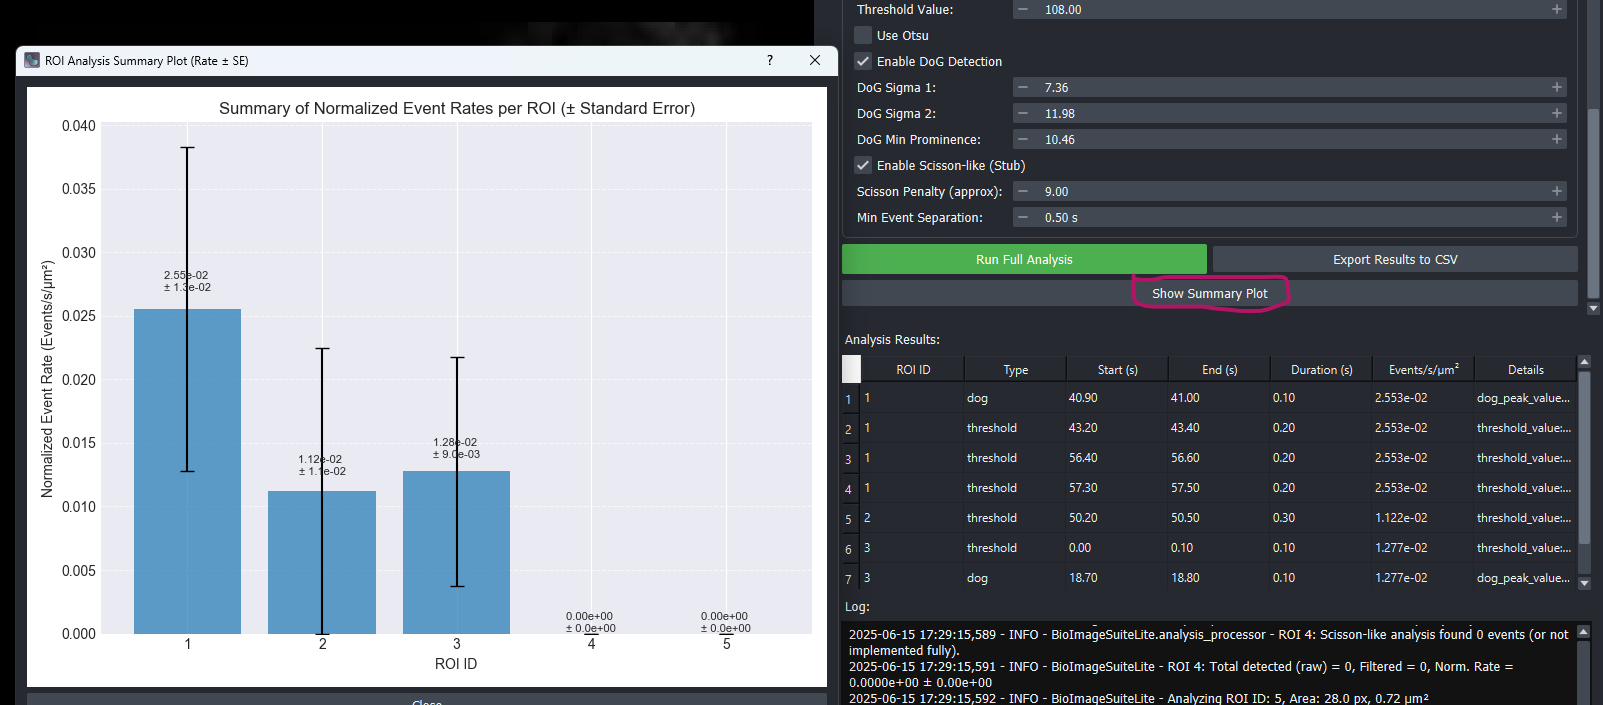 ROI Analysis Summary Plot (Rate ± SE)
?
Summary of Normalized Event Rates per ROI (± Standard Error)
Normalized Event Rate (Events/s/µm²)
0.040
0.035
0.030
0.025
0.020
0.015
0.010
0.005
0.000
2.55e-02
± 1.3e-02
1.12e-02
± 1.1e-02
1.28e-02
± 9.0e-03
0.00e+00
± 0.0e+00
0.00e+00
± 0.0e+00
1 2 3 4 5
ROI ID
Close
Threshold Value: − 108.00 +
Use Otsu
Enable DoG Detection
DoG Sigma 1: − 7.36 +
DoG Sigma 2: − 11.98 +
DoG Min Prominence: − 10.46 +
Enable Scisson-like (Stub)
Scisson Penalty (approx): − 9.00 +
Min Event Separation: − 0.50 s +
Run Full Analysis Export Results to CSV
Show Summary Plot
Analysis Results:
ROI ID Type Start (s) End (s) Duration (s) Events/s/µm² Details
1 1 dog 40.90 41.00 0.10 2.553e-02 dog_peak_value...
2 1 threshold 43.20 43.40 0.20 2.553e-02 threshold_value:...
3 1 threshold 56.40 56.60 0.20 2.553e-02 threshold_value:...
4 1 threshold 57.30 57.50 0.20 2.553e-02 threshold_value:...
5 2 threshold 50.20 50.50 0.30 1.122e-02 threshold_value:...
6 3 threshold 0.00 0.10 0.10 1.277e-02 threshold_value:...
7 3 dog 18.70 18.80 0.10 1.277e-02 dog_peak_value...
Log:
2025-06-15 17:29:15,589 - INFO - BioImageSuiteLite.analysis_processor - ROI 4: Scisson-like analysis found 0 events (or not
implemented fully).
2025-06-15 17:29:15,591 - INFO - BioImageSuiteLite - ROI 4: Total detected (raw) = 0, Filtered = 0, Norm. Rate =
0.0000e+00 ± 0.00e+00
2025-06-15 17:29:15,592 - INFO - BioImageSuiteLite - Analyzing ROI ID: 5, Area: 28.0 px, 0.72 µm²